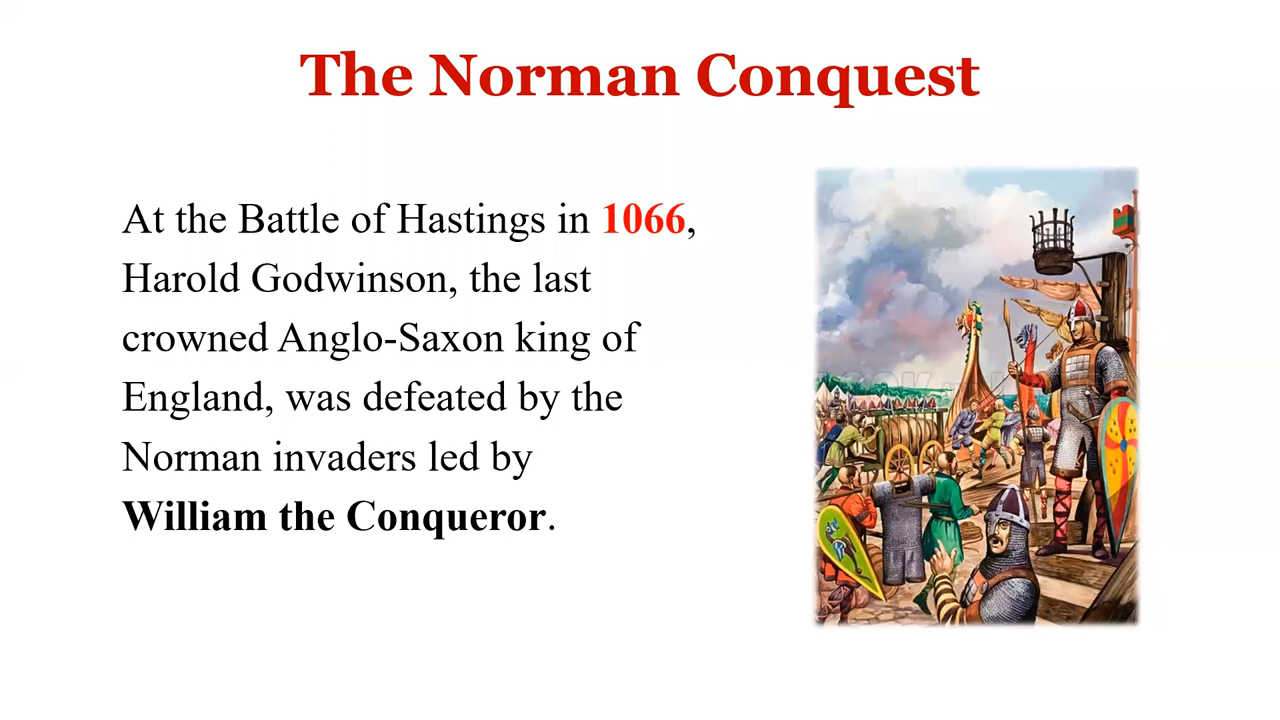 The Norman Conquest
At the Battle of Hastings in 1066,
Harold Godwinson, the last
crowned Anglo-Saxon king of
England, was defeated by the
Norman invaders led by
William the Conqueror.